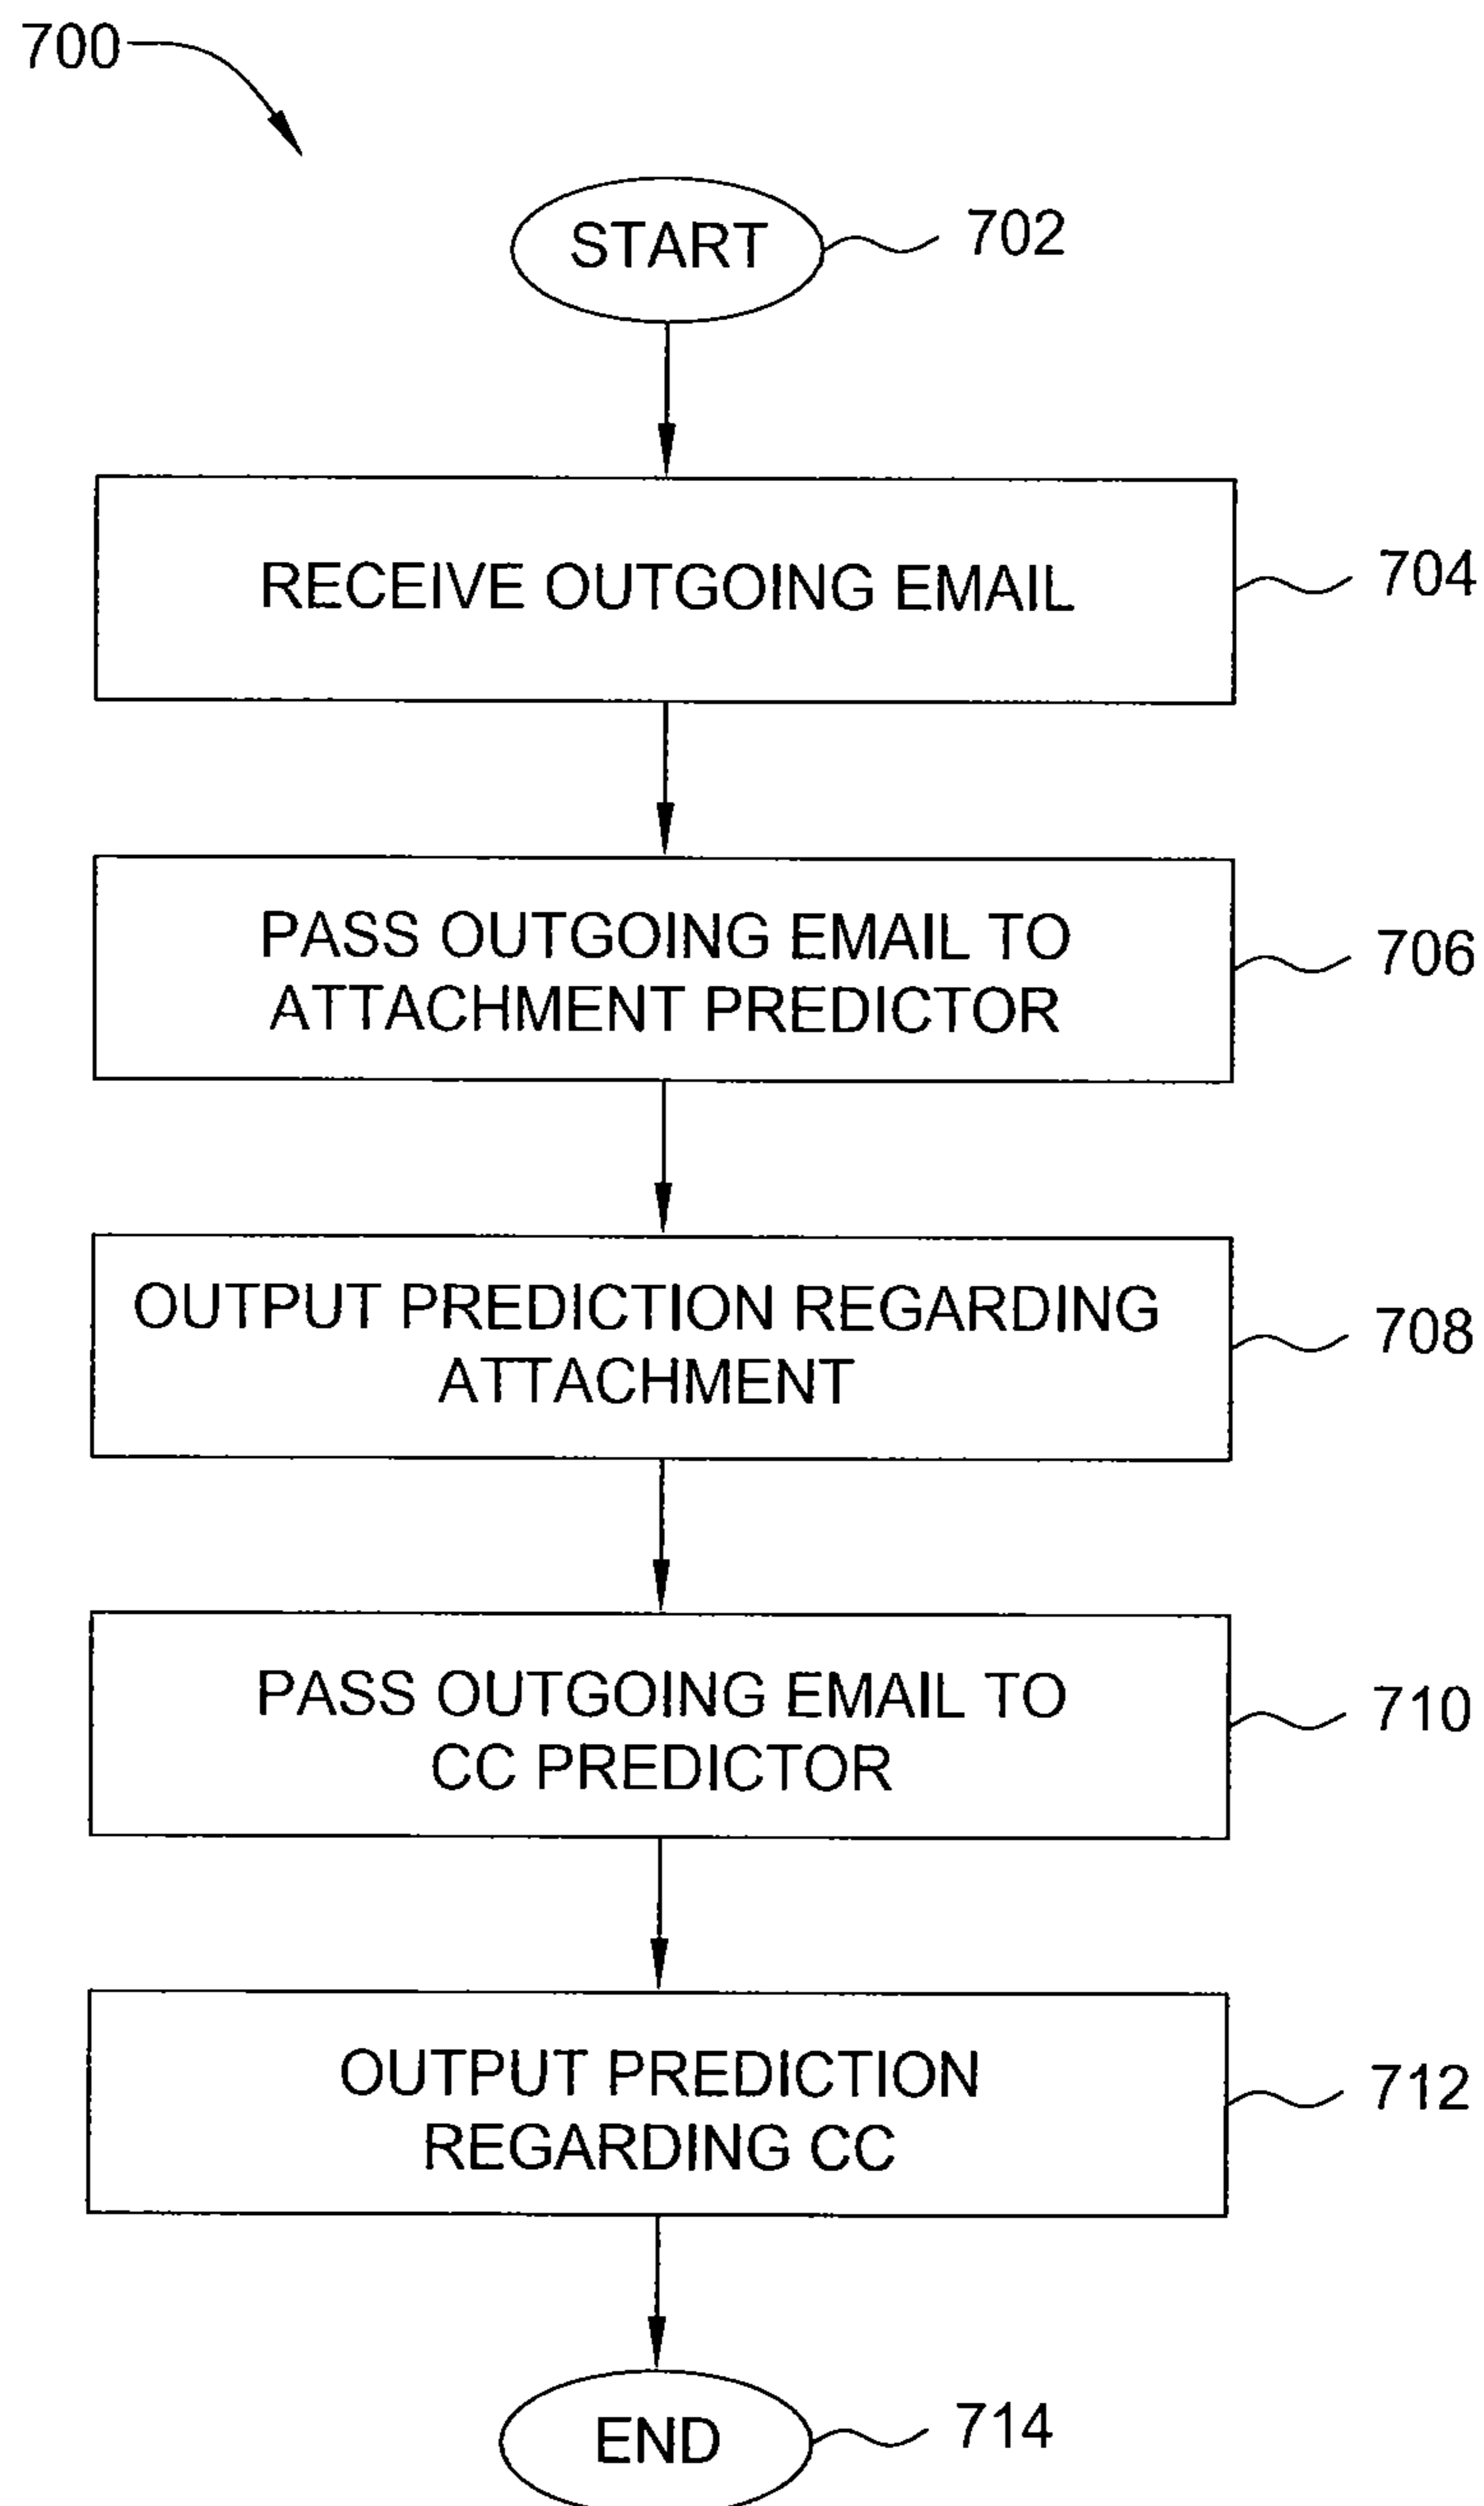 700
START
702
RECEIVE OUTGOING EMAIL
704
PASS OUTGOING EMAIL TO
ATTACHMENT PREDICTOR
706
OUTPUT PREDICTION REGARDING
ATTACHMENT
708
PASS OUTGOING EMAIL TO
CC PREDICTOR
710
OUTPUT PREDICTION
REGARDING CC
712
END
714